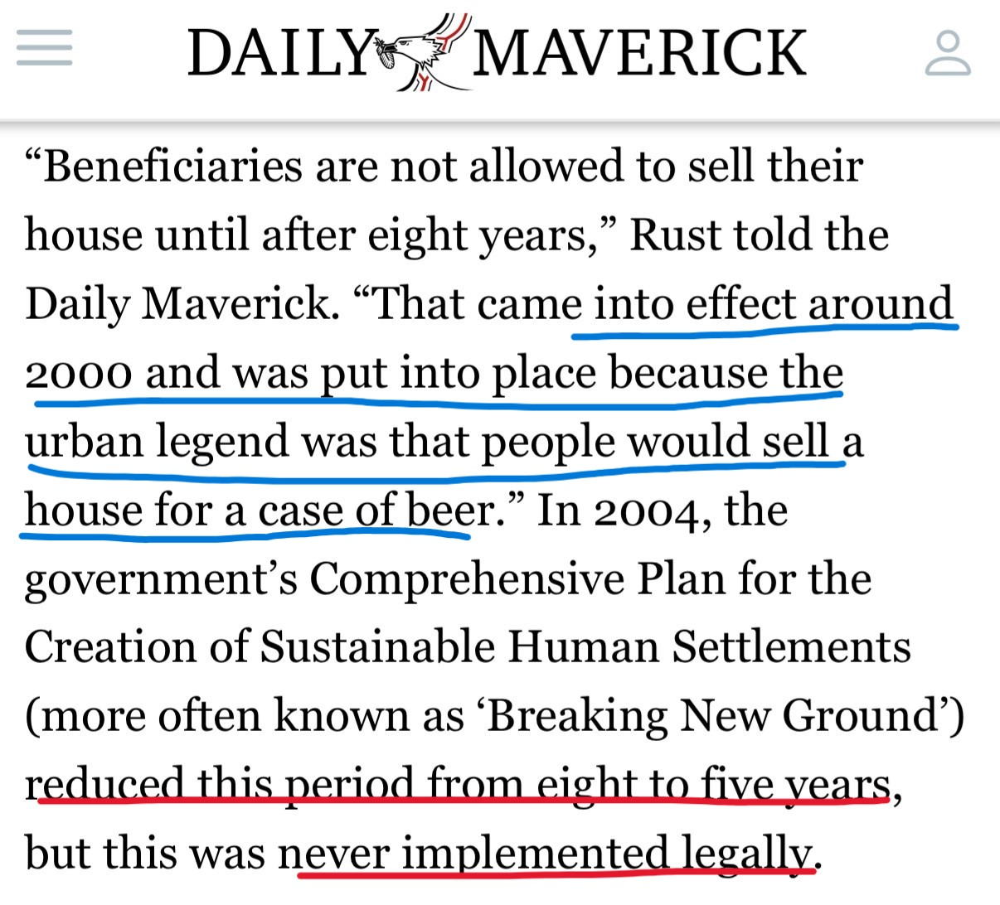 DAILY MAVERICK
“Beneficiaries are not allowed to sell their
house until after eight years,” Rust told the
Daily Maverick. “That came into effect around
2000 and was put into place because the
urban legend was that people would sell a
house for a case of beer.” In 2004, the
government’s Comprehensive Plan for the
Creation of Sustainable Human Settlements
(more often known as ‘Breaking New Ground’)
reduced this period from eight to five years,
but this was never implemented legally.